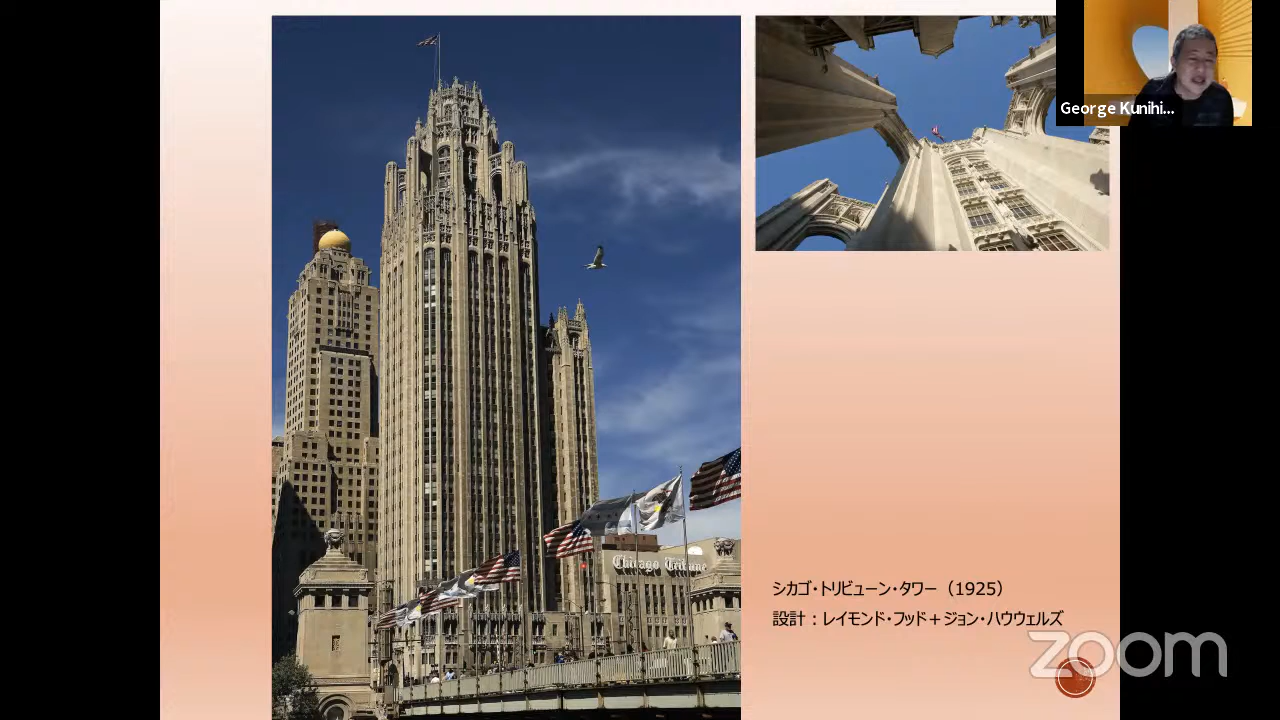 George Kunihi...
Chicago Tribune
シカゴ・トリビューン・タワー（1925）
設計：レイモンド・フッド＋ジョン・ハウウェルズ
zoom